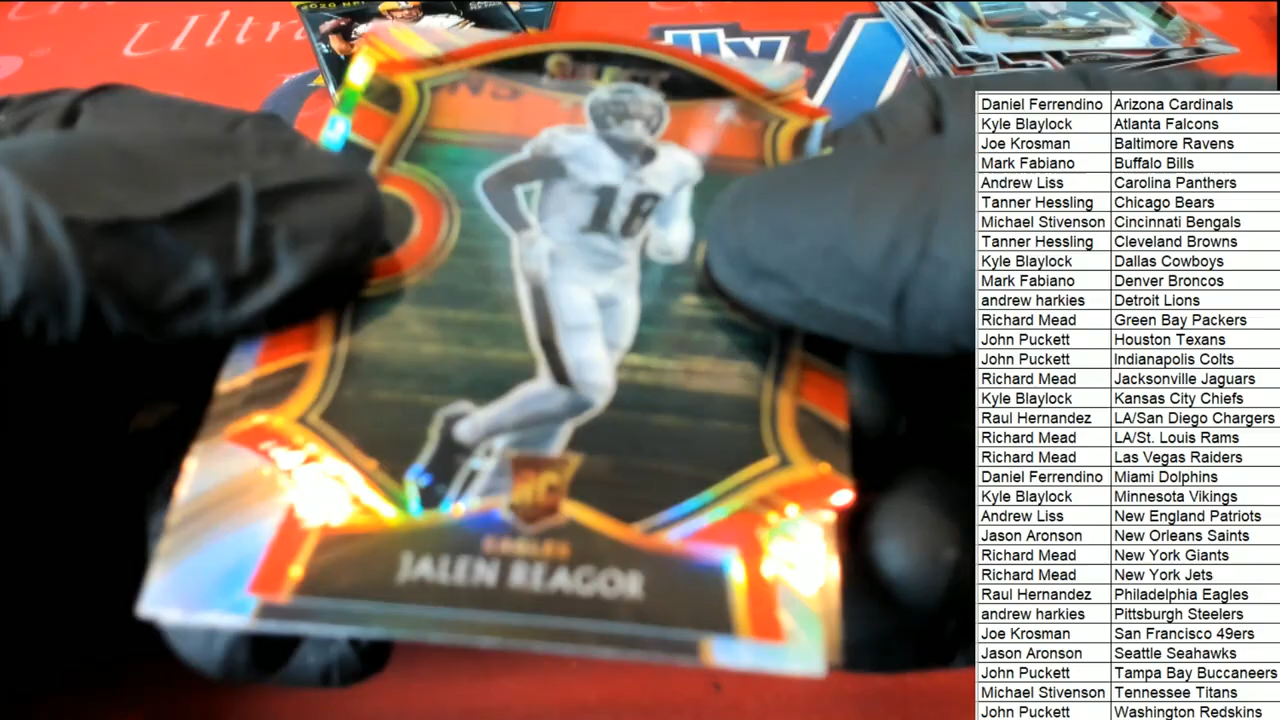 2020 NFL
Ultr
lly
SELECT
NS
18
RC
EAGLES
JALEN REAGOR
Daniel Ferrendino Arizona Cardinals
Kyle Blaylock Atlanta Falcons
Joe Krosman Baltimore Ravens
Mark Fabiano Buffalo Bills
Andrew Liss Carolina Panthers
Tanner Hessling Chicago Bears
Michael Stivenson Cincinnati Bengals
Tanner Hessling Cleveland Browns
Kyle Blaylock Dallas Cowboys
Mark Fabiano Denver Broncos
andrew harkies Detroit Lions
Richard Mead Green Bay Packers
John Puckett Houston Texans
John Puckett Indianapolis Colts
Richard Mead Jacksonville Jaguars
Kyle Blaylock Kansas City Chiefs
Raul Hernandez LA/San Diego Chargers
Richard Mead LA/St. Louis Rams
Richard Mead Las Vegas Raiders
Daniel Ferrendino Miami Dolphins
Kyle Blaylock Minnesota Vikings
Andrew Liss New England Patriots
Jason Aronson New Orleans Saints
Richard Mead New York Giants
Richard Mead New York Jets
Raul Hernandez Philadelphia Eagles
andrew harkies Pittsburgh Steelers
Joe Krosman San Francisco 49ers
Jason Aronson Seattle Seahawks
John Puckett Tampa Bay Buccaneers
Michael Stivenson Tennessee Titans
John Puckett Washington Redskins